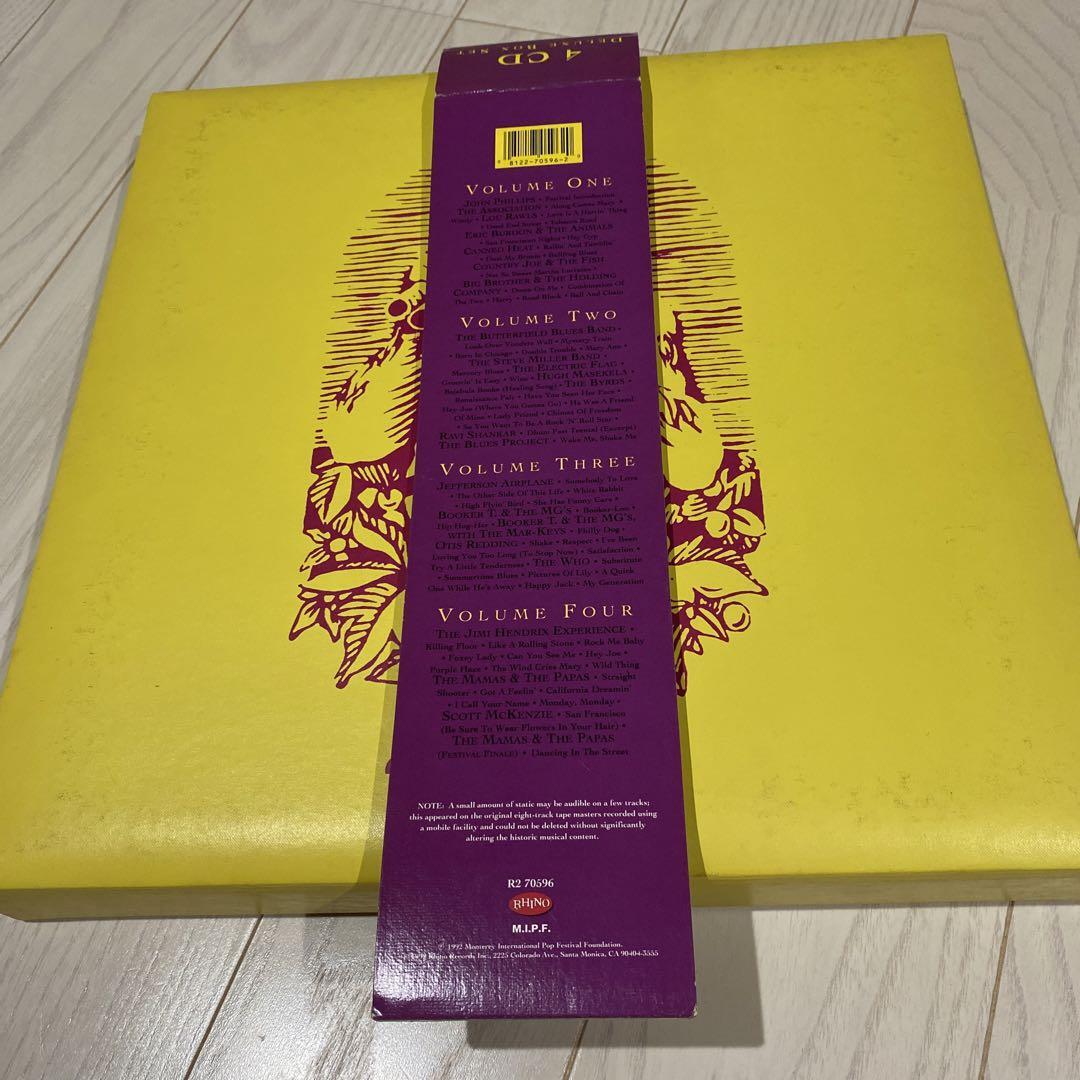 Deluxe Box Set
4 CD
0 8122-70596-2 9
Volume One
John Phillips • Festival Introduction
The Association • Along Comes Mary •
Windy • Lou Rawls • Love Is A Hurtin' Thing
• Dead End Street • Tobacco Road
Eric Burdon & The Animals
• San Franciscan Nights • Hey Gyp
Canned Heat • Rollin' And Tumblin'
• Dust My Broom • Bullfrog Blues
Country Joe & The Fish
• Not So Sweet Martha Lorraine •
Big Brother & The Holding
Company • Down On Me • Combination Of
The Two • Harry • Road Block • Ball And Chain
Volume Two
The Butterfield Blues Band •
Look Over Yonders Wall • Mystery Train
• Born In Chicago • Double Trouble • Mary Ann •
The Steve Miller Band •
Mercury Blues • The Electric Flag •
Groovin' Is Easy • Wine • Hugh Masekela •
Bajabula Bonke (Healing Song) • The Byrds •
Renaissance Fair • Have You Seen Her Face •
Hey Joe (Where You Gonna Go) • He Was A Friend
Of Mine • Lady Friend • Chimes Of Freedom
• So You Want To Be A Rock 'N' Roll Star •
Ravi Shankar • Dhun: Fast Teental (Excerpt)
The Blues Project • Wake Me, Shake Me
Volume Three
Jefferson Airplane • Somebody To Love
• The Other Side Of This Life • White Rabbit
• High Flyin' Bird • She Has Funny Cars •
Booker T. & The MG's • Booker-Loo •
Hip Hug-Her • Booker T. & The MG's,
with The Mar-Keys • Philly Dog •
Otis Redding • Shake • Respect • I've Been
Loving You Too Long (To Stop Now) • Satisfaction •
Try A Little Tenderness • The Who • Substitute
• Summertime Blues • Pictures Of Lily • A Quick
One While He's Away • Happy Jack • My Generation
Volume Four
The Jimi Hendrix Experience •
Killing Floor • Like A Rolling Stone • Rock Me Baby
• Foxey Lady • Can You See Me • Hey Joe •
Purple Haze • The Wind Cries Mary • Wild Thing
The Mamas & The Papas • Straight
Shooter • Got A Feelin' • California Dreamin'
• I Call Your Name • Monday, Monday •
Scott McKenzie • San Francisco
(Be Sure To Wear Flowers In Your Hair) •
The Mamas & The Papas
(Festival Finale) • Dancing In The Street
NOTE: A small amount of static may be audible on a few tracks;
this appeared on the original eight-track tape masters recorded using
a mobile facility and could not be deleted without significantly
altering the historic musical content.
R2 70596
RHINO
M.I.P.F.
© 1992 Monterey International Pop Festival Foundation.
1992 Rhino Records Inc., 2225 Colorado Ave., Santa Monica, CA 90404-3555